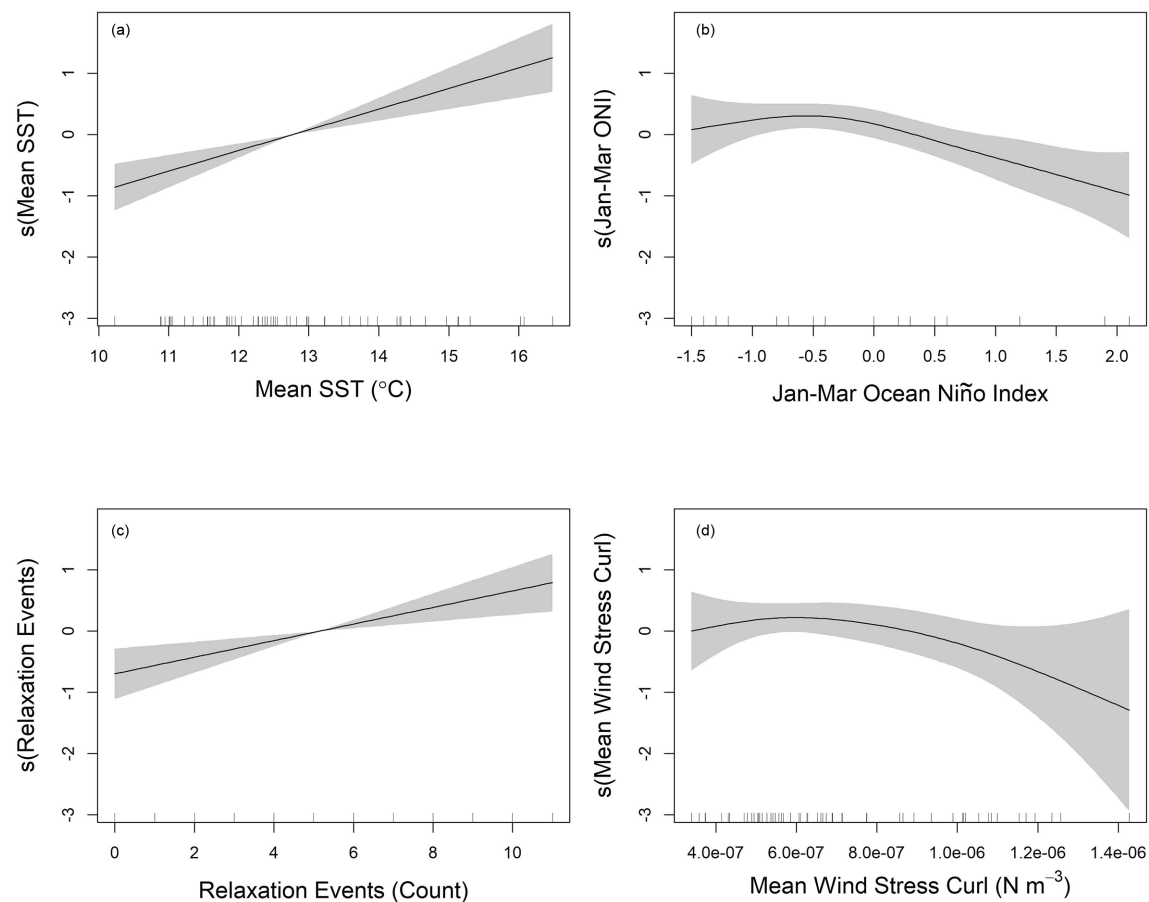 (a)
s(Mean SST)
1
0
-1
-2
-3
10 11 12 13 14 15 16
Mean SST (°C)
(b)
s(Jan-Mar ONI)
1
0
-1
-2
-3
-1.5 -1.0 -0.5 0.0 0.5 1.0 1.5 2.0
Jan-Mar Ocean Niño Index
(c)
s(Relaxation Events)
1
0
-1
-2
-3
0 2 4 6 8 10
Relaxation Events (Count)
(d)
s(Mean Wind Stress Curl)
1
0
-1
-2
-3
4.0e-07 6.0e-07 8.0e-07 1.0e-06 1.2e-06 1.4e-06
Mean Wind Stress Curl (N m⁻³)